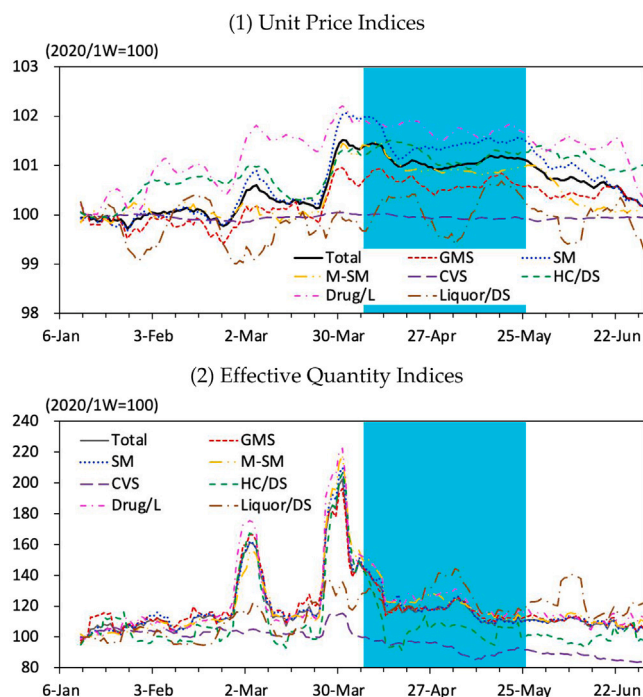 (1) Unit Price Indices
(2020/1W=100)
103
102
101
100
99
98
Total GMS SM
M-SM CVS HC/DS
Drug/L Liquor/DS
6-Jan 3-Feb 2-Mar 30-Mar 27-Apr 25-May 22-Jun
(2) Effective Quantity Indices
(2020/1W=100)
240
220
200
180
160
140
120
100
80
Total GMS
SM M-SM
CVS HC/DS
Drug/L Liquor/DS
6-Jan 3-Feb 2-Mar 30-Mar 27-Apr 25-May 22-Jun